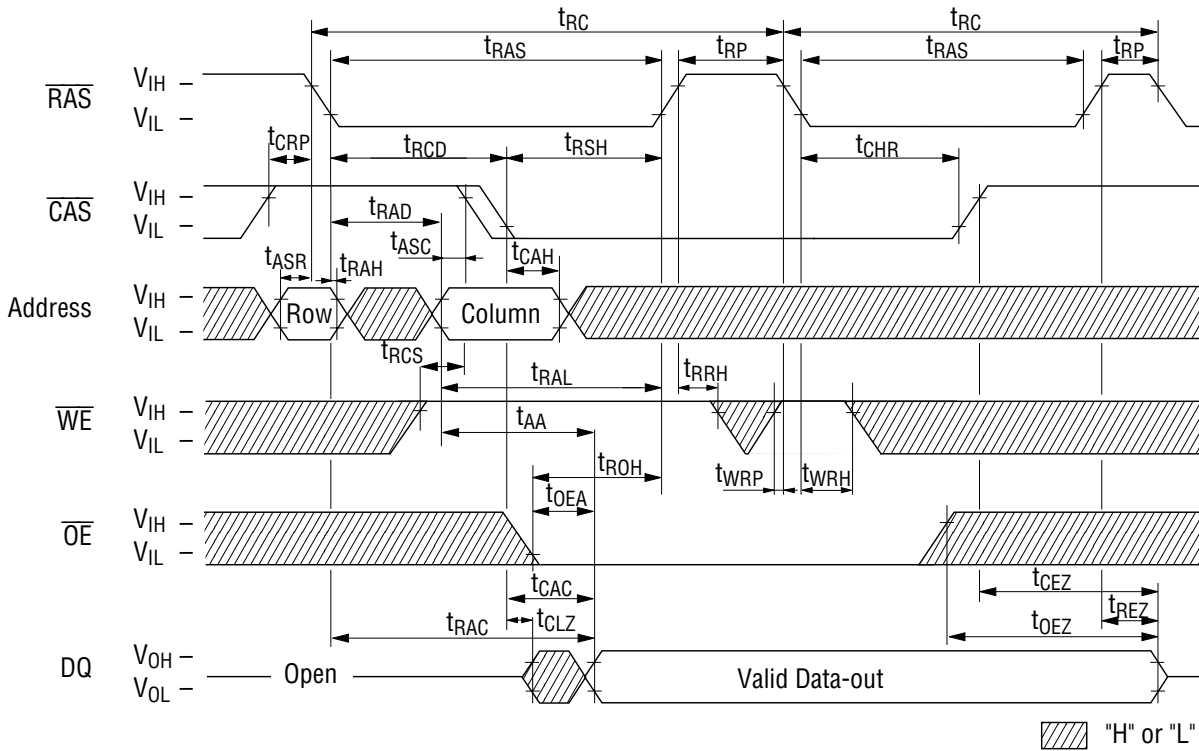 tRC tRC
tRAS tRP tRAS tRP
RAS VIH –
VIL –
tCRP tRCD tRSH tCHR
CAS VIH –
VIL –
tRAD
tASC tCAH
tASR tRAH
Address VIH –
VIL –
Row Column
tRCS tRAL tRRH
WE VIH –
VIL –
tAA
tROH tWRP tWRH
tOEA
OE VIH –
VIL –
tCAC tCEZ
tRAC tCLZ tREZ
tOEZ
DQ VOH –
VOL –
Open Valid Data-out
"H" or "L"